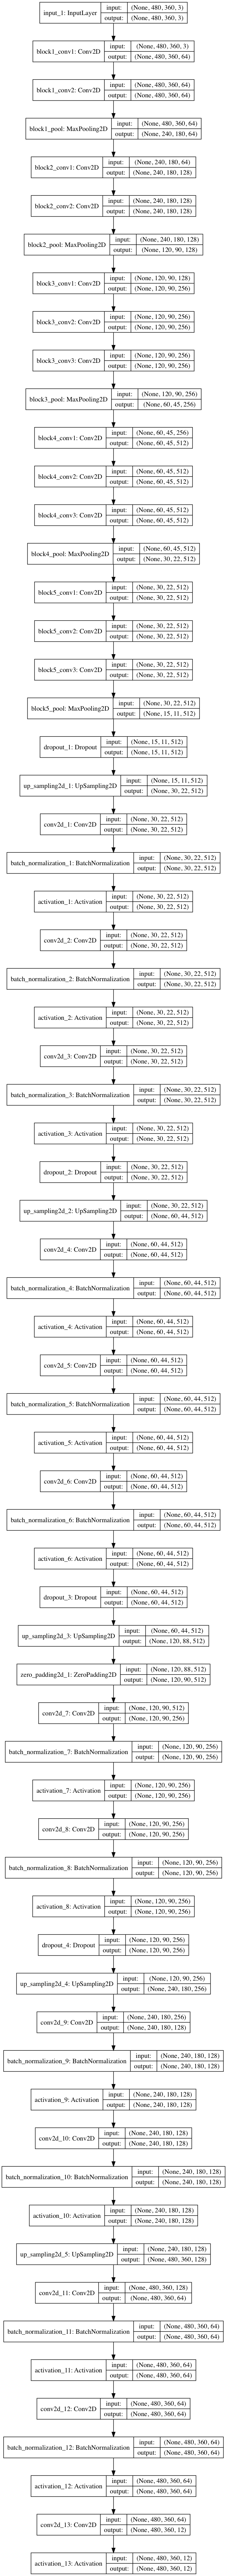 input_1: InputLayer input: (None, 480, 360, 3)
output: (None, 480, 360, 3)
block1_conv1: Conv2D input: (None, 480, 360, 3)
output: (None, 480, 360, 64)
block1_conv2: Conv2D input: (None, 480, 360, 64)
output: (None, 480, 360, 64)
block1_pool: MaxPooling2D input: (None, 480, 360, 64)
output: (None, 240, 180, 64)
block2_conv1: Conv2D input: (None, 240, 180, 64)
output: (None, 240, 180, 128)
block2_conv2: Conv2D input: (None, 240, 180, 128)
output: (None, 240, 180, 128)
block2_pool: MaxPooling2D input: (None, 240, 180, 128)
output: (None, 120, 90, 128)
block3_conv1: Conv2D input: (None, 120, 90, 128)
output: (None, 120, 90, 256)
block3_conv2: Conv2D input: (None, 120, 90, 256)
output: (None, 120, 90, 256)
block3_conv3: Conv2D input: (None, 120, 90, 256)
output: (None, 120, 90, 256)
block3_pool: MaxPooling2D input: (None, 120, 90, 256)
output: (None, 60, 45, 256)
block4_conv1: Conv2D input: (None, 60, 45, 256)
output: (None, 60, 45, 512)
block4_conv2: Conv2D input: (None, 60, 45, 512)
output: (None, 60, 45, 512)
block4_conv3: Conv2D input: (None, 60, 45, 512)
output: (None, 60, 45, 512)
block4_pool: MaxPooling2D input: (None, 60, 45, 512)
output: (None, 30, 22, 512)
block5_conv1: Conv2D input: (None, 30, 22, 512)
output: (None, 30, 22, 512)
block5_conv2: Conv2D input: (None, 30, 22, 512)
output: (None, 30, 22, 512)
block5_conv3: Conv2D input: (None, 30, 22, 512)
output: (None, 30, 22, 512)
block5_pool: MaxPooling2D input: (None, 30, 22, 512)
output: (None, 15, 11, 512)
dropout_1: Dropout input: (None, 15, 11, 512)
output: (None, 15, 11, 512)
up_sampling2d_1: UpSampling2D input: (None, 15, 11, 512)
output: (None, 30, 22, 512)
conv2d_1: Conv2D input: (None, 30, 22, 512)
output: (None, 30, 22, 512)
batch_normalization_1: BatchNormalization input: (None, 30, 22, 512)
output: (None, 30, 22, 512)
activation_1: Activation input: (None, 30, 22, 512)
output: (None, 30, 22, 512)
conv2d_2: Conv2D input: (None, 30, 22, 512)
output: (None, 30, 22, 512)
batch_normalization_2: BatchNormalization input: (None, 30, 22, 512)
output: (None, 30, 22, 512)
activation_2: Activation input: (None, 30, 22, 512)
output: (None, 30, 22, 512)
conv2d_3: Conv2D input: (None, 30, 22, 512)
output: (None, 30, 22, 512)
batch_normalization_3: BatchNormalization input: (None, 30, 22, 512)
output: (None, 30, 22, 512)
activation_3: Activation input: (None, 30, 22, 512)
output: (None, 30, 22, 512)
dropout_2: Dropout input: (None, 30, 22, 512)
output: (None, 30, 22, 512)
up_sampling2d_2: UpSampling2D input: (None, 30, 22, 512)
output: (None, 60, 44, 512)
conv2d_4: Conv2D input: (None, 60, 44, 512)
output: (None, 60, 44, 512)
batch_normalization_4: BatchNormalization input: (None, 60, 44, 512)
output: (None, 60, 44, 512)
activation_4: Activation input: (None, 60, 44, 512)
output: (None, 60, 44, 512)
conv2d_5: Conv2D input: (None, 60, 44, 512)
output: (None, 60, 44, 512)
batch_normalization_5: BatchNormalization input: (None, 60, 44, 512)
output: (None, 60, 44, 512)
activation_5: Activation input: (None, 60, 44, 512)
output: (None, 60, 44, 512)
conv2d_6: Conv2D input: (None, 60, 44, 512)
output: (None, 60, 44, 512)
batch_normalization_6: BatchNormalization input: (None, 60, 44, 512)
output: (None, 60, 44, 512)
activation_6: Activation input: (None, 60, 44, 512)
output: (None, 60, 44, 512)
dropout_3: Dropout input: (None, 60, 44, 512)
output: (None, 60, 44, 512)
up_sampling2d_3: UpSampling2D input: (None, 60, 44, 512)
output: (None, 120, 88, 512)
zero_padding2d_1: ZeroPadding2D input: (None, 120, 88, 512)
output: (None, 120, 90, 512)
conv2d_7: Conv2D input: (None, 120, 90, 512)
output: (None, 120, 90, 256)
batch_normalization_7: BatchNormalization input: (None, 120, 90, 256)
output: (None, 120, 90, 256)
activation_7: Activation input: (None, 120, 90, 256)
output: (None, 120, 90, 256)
conv2d_8: Conv2D input: (None, 120, 90, 256)
output: (None, 120, 90, 256)
batch_normalization_8: BatchNormalization input: (None, 120, 90, 256)
output: (None, 120, 90, 256)
activation_8: Activation input: (None, 120, 90, 256)
output: (None, 120, 90, 256)
dropout_4: Dropout input: (None, 120, 90, 256)
output: (None, 120, 90, 256)
up_sampling2d_4: UpSampling2D input: (None, 120, 90, 256)
output: (None, 240, 180, 256)
conv2d_9: Conv2D input: (None, 240, 180, 256)
output: (None, 240, 180, 128)
batch_normalization_9: BatchNormalization input: (None, 240, 180, 128)
output: (None, 240, 180, 128)
activation_9: Activation input: (None, 240, 180, 128)
output: (None, 240, 180, 128)
conv2d_10: Conv2D input: (None, 240, 180, 128)
output: (None, 240, 180, 128)
batch_normalization_10: BatchNormalization input: (None, 240, 180, 128)
output: (None, 240, 180, 128)
activation_10: Activation input: (None, 240, 180, 128)
output: (None, 240, 180, 128)
up_sampling2d_5: UpSampling2D input: (None, 240, 180, 128)
output: (None, 480, 360, 128)
conv2d_11: Conv2D input: (None, 480, 360, 128)
output: (None, 480, 360, 64)
batch_normalization_11: BatchNormalization input: (None, 480, 360, 64)
output: (None, 480, 360, 64)
activation_11: Activation input: (None, 480, 360, 64)
output: (None, 480, 360, 64)
conv2d_12: Conv2D input: (None, 480, 360, 64)
output: (None, 480, 360, 64)
batch_normalization_12: BatchNormalization input: (None, 480, 360, 64)
output: (None, 480, 360, 64)
activation_12: Activation input: (None, 480, 360, 64)
output: (None, 480, 360, 64)
conv2d_13: Conv2D input: (None, 480, 360, 64)
output: (None, 480, 360, 12)
activation_13: Activation input: (None, 480, 360, 12)
output: (None, 480, 360, 12)